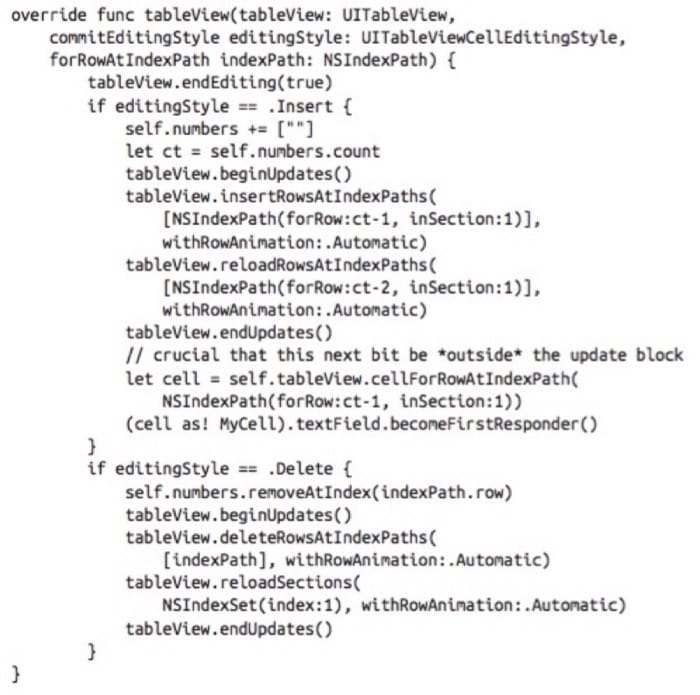 override func tableView(tableView: UITableView,
    commitEditingStyle editingStyle: UITableViewCellEditingStyle,
    forRowAtIndexPath indexPath: NSIndexPath) {
        tableView.endEditing(true)
        if editingStyle == .Insert {
            self.numbers += [""]
            let ct = self.numbers.count
            tableView.beginUpdates()
            tableView.insertRowsAtIndexPaths(
                [NSIndexPath(forRow:ct-1, inSection:1)],
                withRowAnimation:.Automatic)
            tableView.reloadRowsAtIndexPaths(
                [NSIndexPath(forRow:ct-2, inSection:1)],
                withRowAnimation:.Automatic)
            tableView.endUpdates()
            // crucial that this next bit be *outside* the update block
            let cell = self.tableView.cellForRowAtIndexPath(
                NSIndexPath(forRow:ct-1, inSection:1))
            (cell as! MyCell).textField.becomeFirstResponder()
        }
        if editingStyle == .Delete {
            self.numbers.removeAtIndex(indexPath.row)
            tableView.beginUpdates()
            tableView.deleteRowsAtIndexPaths(
                [indexPath], withRowAnimation:.Automatic)
            tableView.reloadSections(
                NSIndexSet(index:1), withRowAnimation:.Automatic)
            tableView.endUpdates()
        }
}